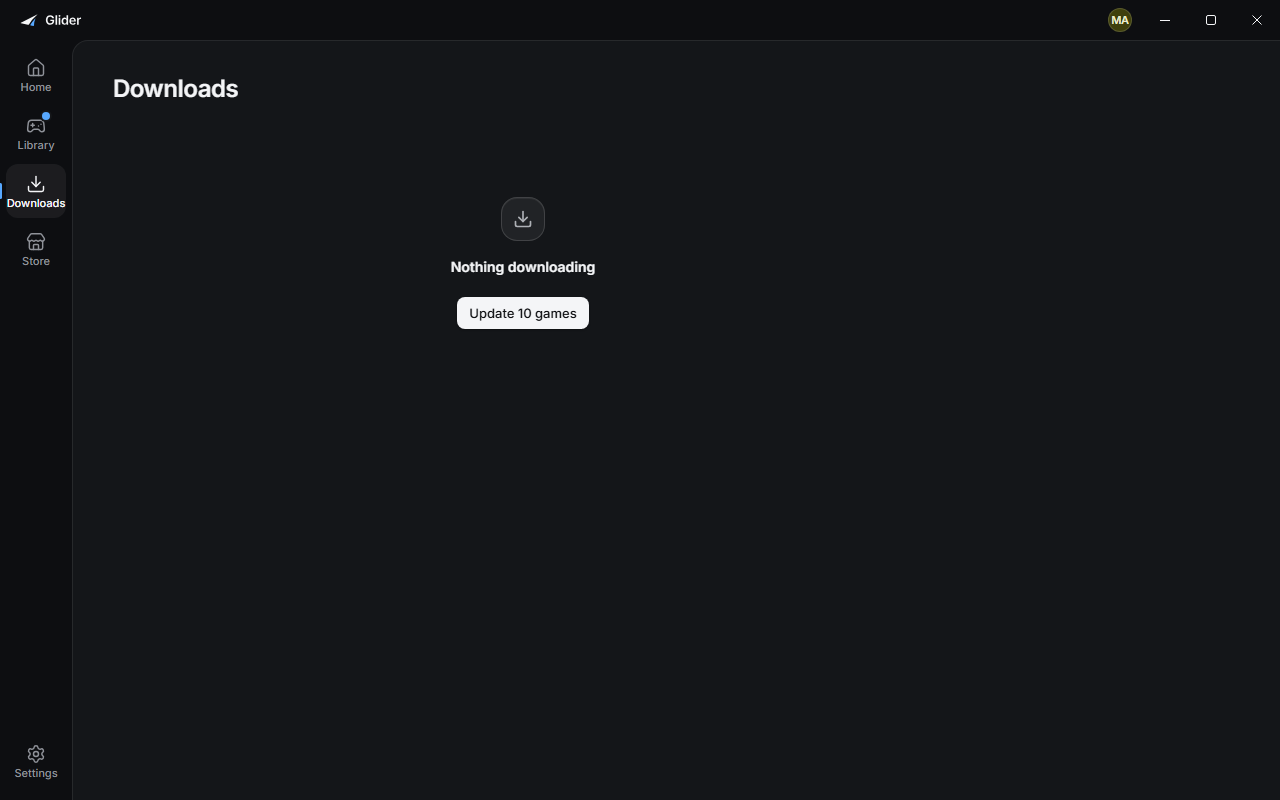 Glider
MA
Home
Library
Downloads
Store
Settings
Downloads
Nothing downloading
Update 10 games